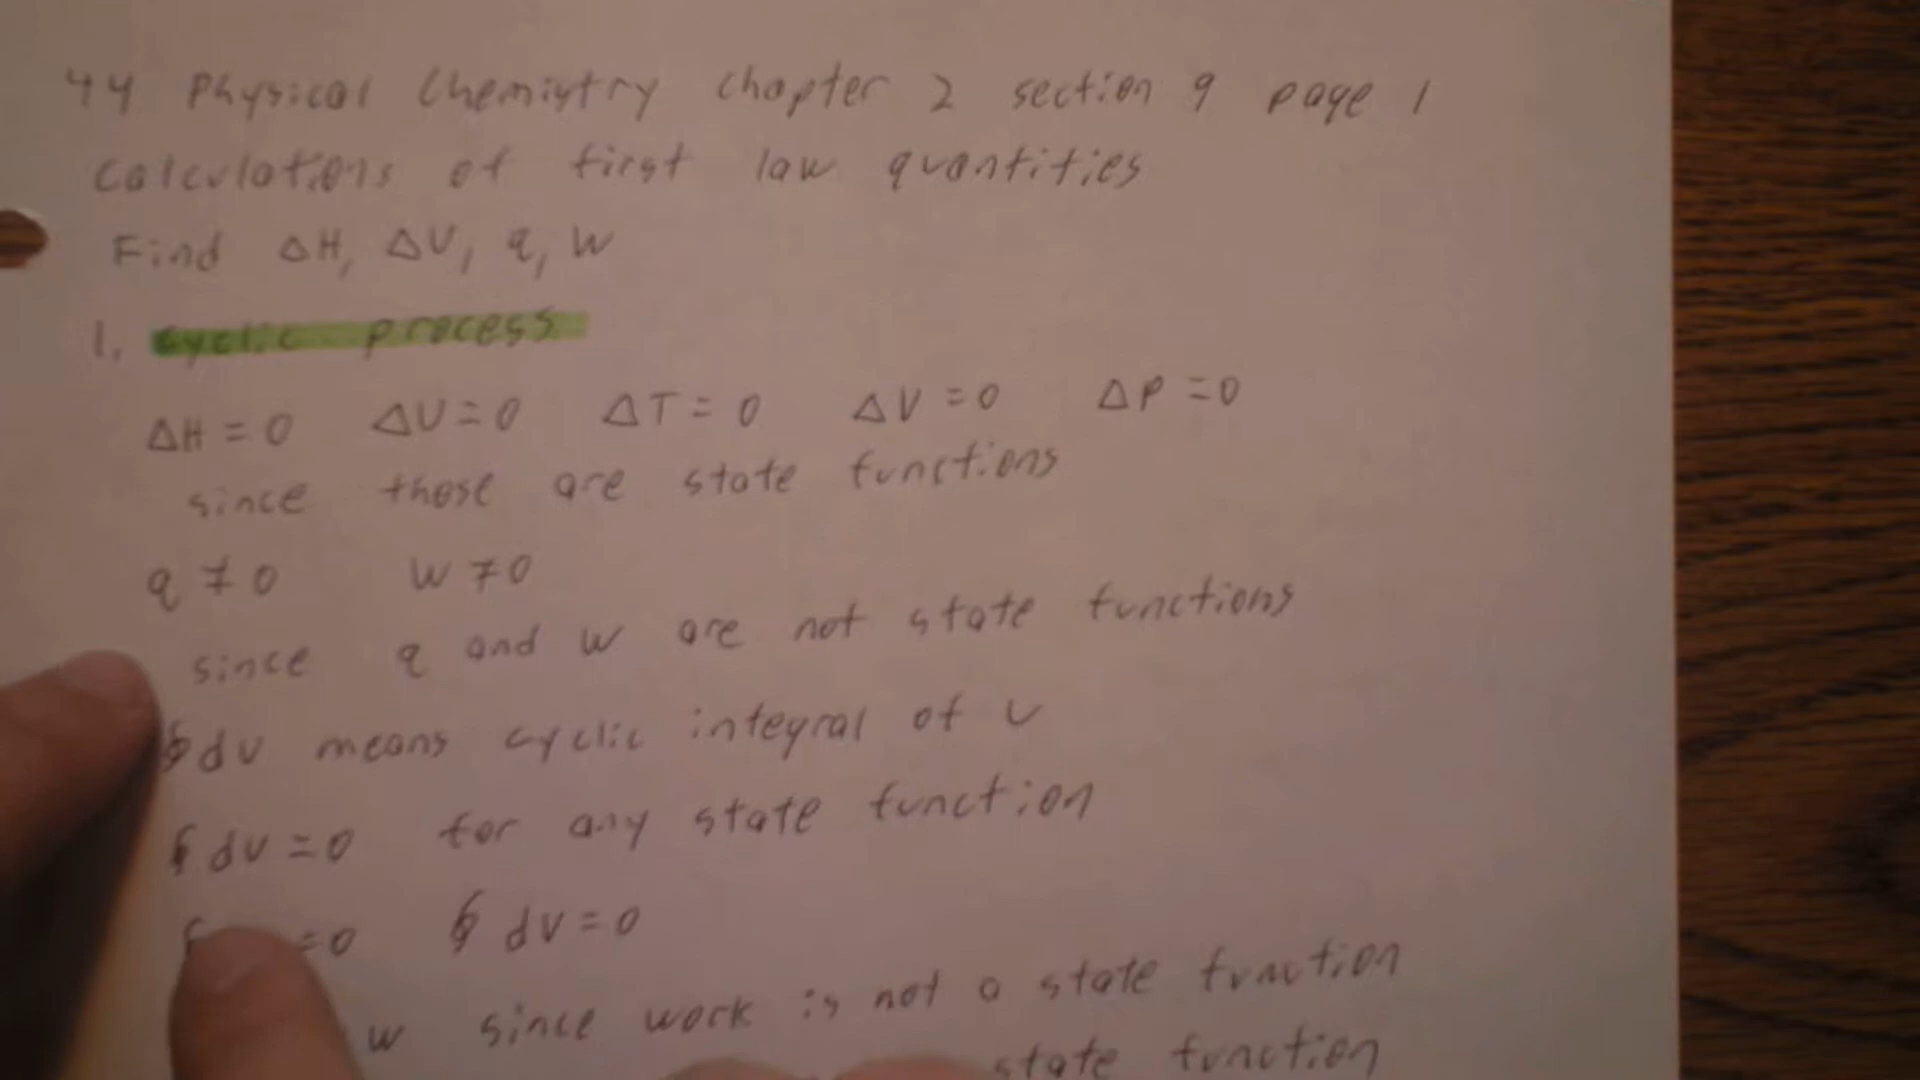 44 Physical Chemistry chapter 2 section 9 page 1
Calculations of first law quantities
Find ΔH, ΔU, q, W
1. cyclic process
ΔH = 0 ΔU = 0 ΔT = 0 ΔV = 0 ΔP = 0
since those are state functions
q ≠ 0 W ≠ 0
since q and w are not state functions
∮dU means cyclic integral of U
∮dU = 0 for any state function
= 0 ∮dV = 0
w since work is not a state function
state function